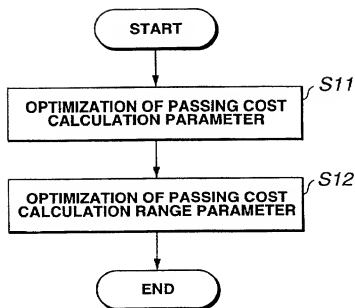 START
S11
OPTIMIZATION OF PASSING COST
CALCULATION PARAMETER
S12
OPTIMIZATION OF PASSING COST
CALCULATION RANGE PARAMETER
END